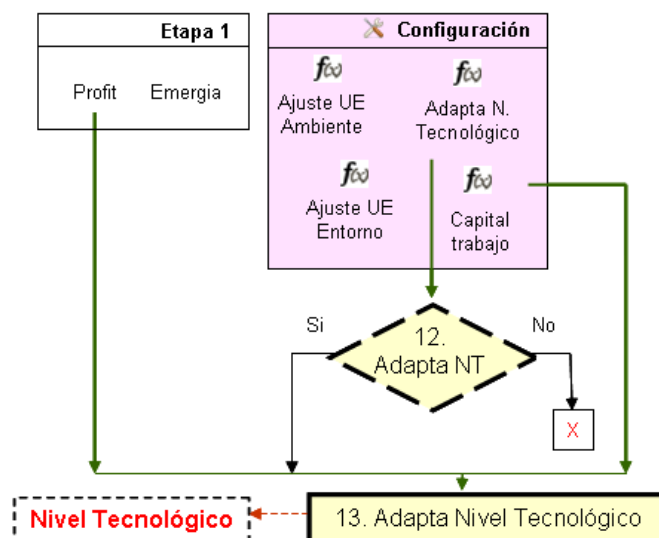 Etapa 1
Profit
Emergia
Configuración
f(x)
Ajuste UE
Ambiente
f(x)
Adapta N.
Tecnológico
f(x)
Ajuste UE
Entorno
f(x)
Capital
trabajo
Si
12.
Adapta NT
No
X
Nivel Tecnológico
13. Adapta Nivel Tecnológico